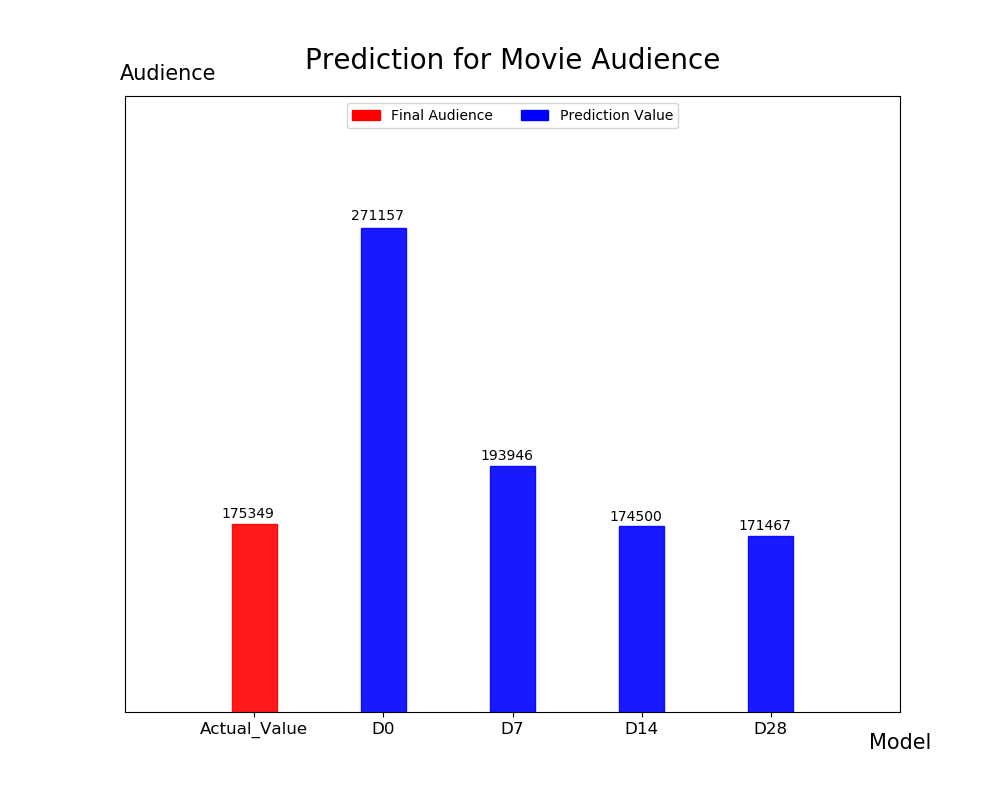 Prediction for Movie Audience
Audience
Final Audience Prediction Value
271157
193946
175349
174500
171467
Actual_Value D0 D7 D14 D28
Model